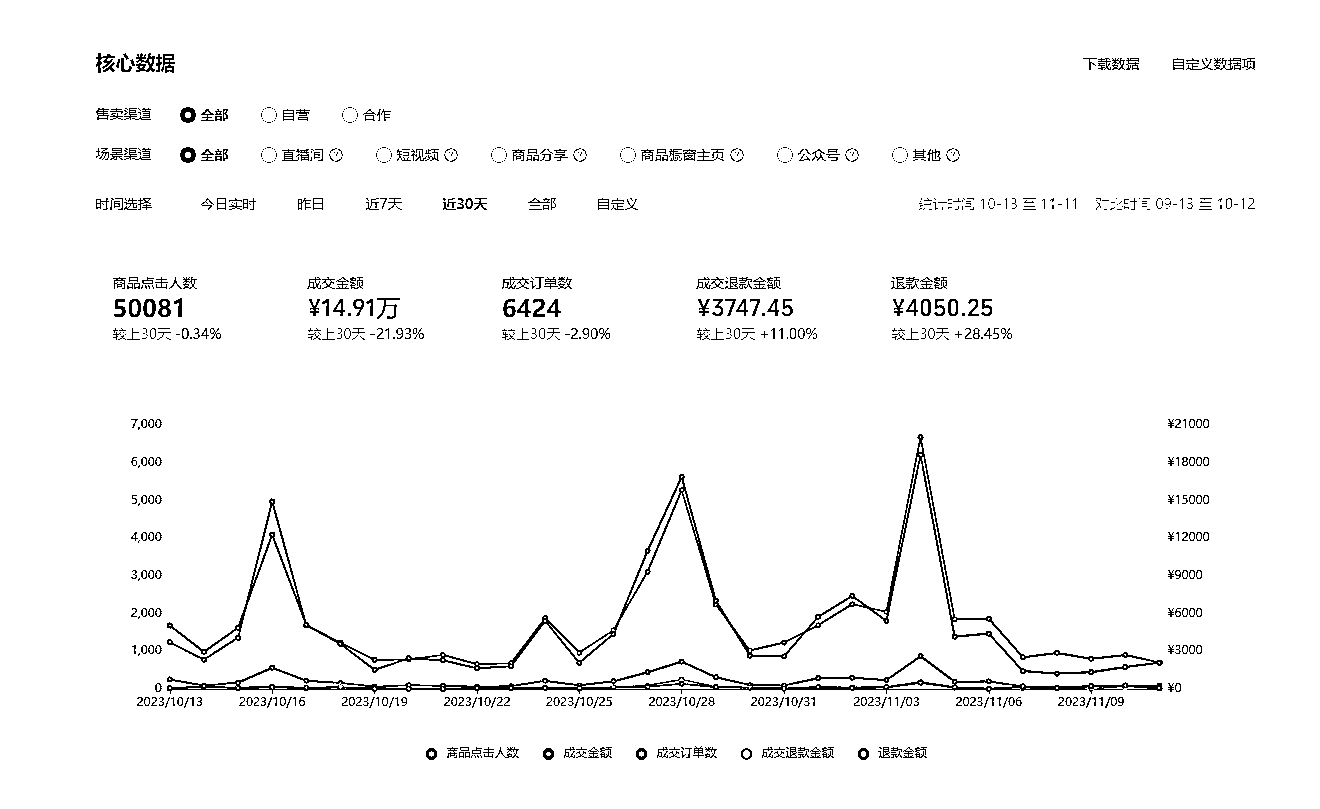 核心数据 下载数据 自定义数据项
售卖渠道 全部 自营 合作
场景渠道 全部 直播间 ? 短视频 ? 商品分享 ? 商品橱窗主页 ? 公众号 ? 其他 ?
时间选择 今日实时 昨日 近7天 近30天 全部 自定义 统计时间 10-13 至 11-11 对比时间 09-13 至 10-12
商品点击人数 成交金额 成交订单数 成交退款金额 退款金额
50081 ¥14.91万 6424 ¥3747.45 ¥4050.25
较上30天 -0.34% 较上30天 -21.93% 较上30天 -2.90% 较上30天 +11.00% 较上30天 +28.45%
7,000 ¥21000
6,000 ¥18000
5,000 ¥15000
4,000 ¥12000
3,000 ¥9000
2,000 ¥6000
1,000 ¥3000
0 ¥0
2023/10/13 2023/10/16 2023/10/19 2023/10/22 2023/10/25 2023/10/28 2023/10/31 2023/11/03 2023/11/06 2023/11/09
商品点击人数 成交金额 成交订单数 成交退款金额 退款金额